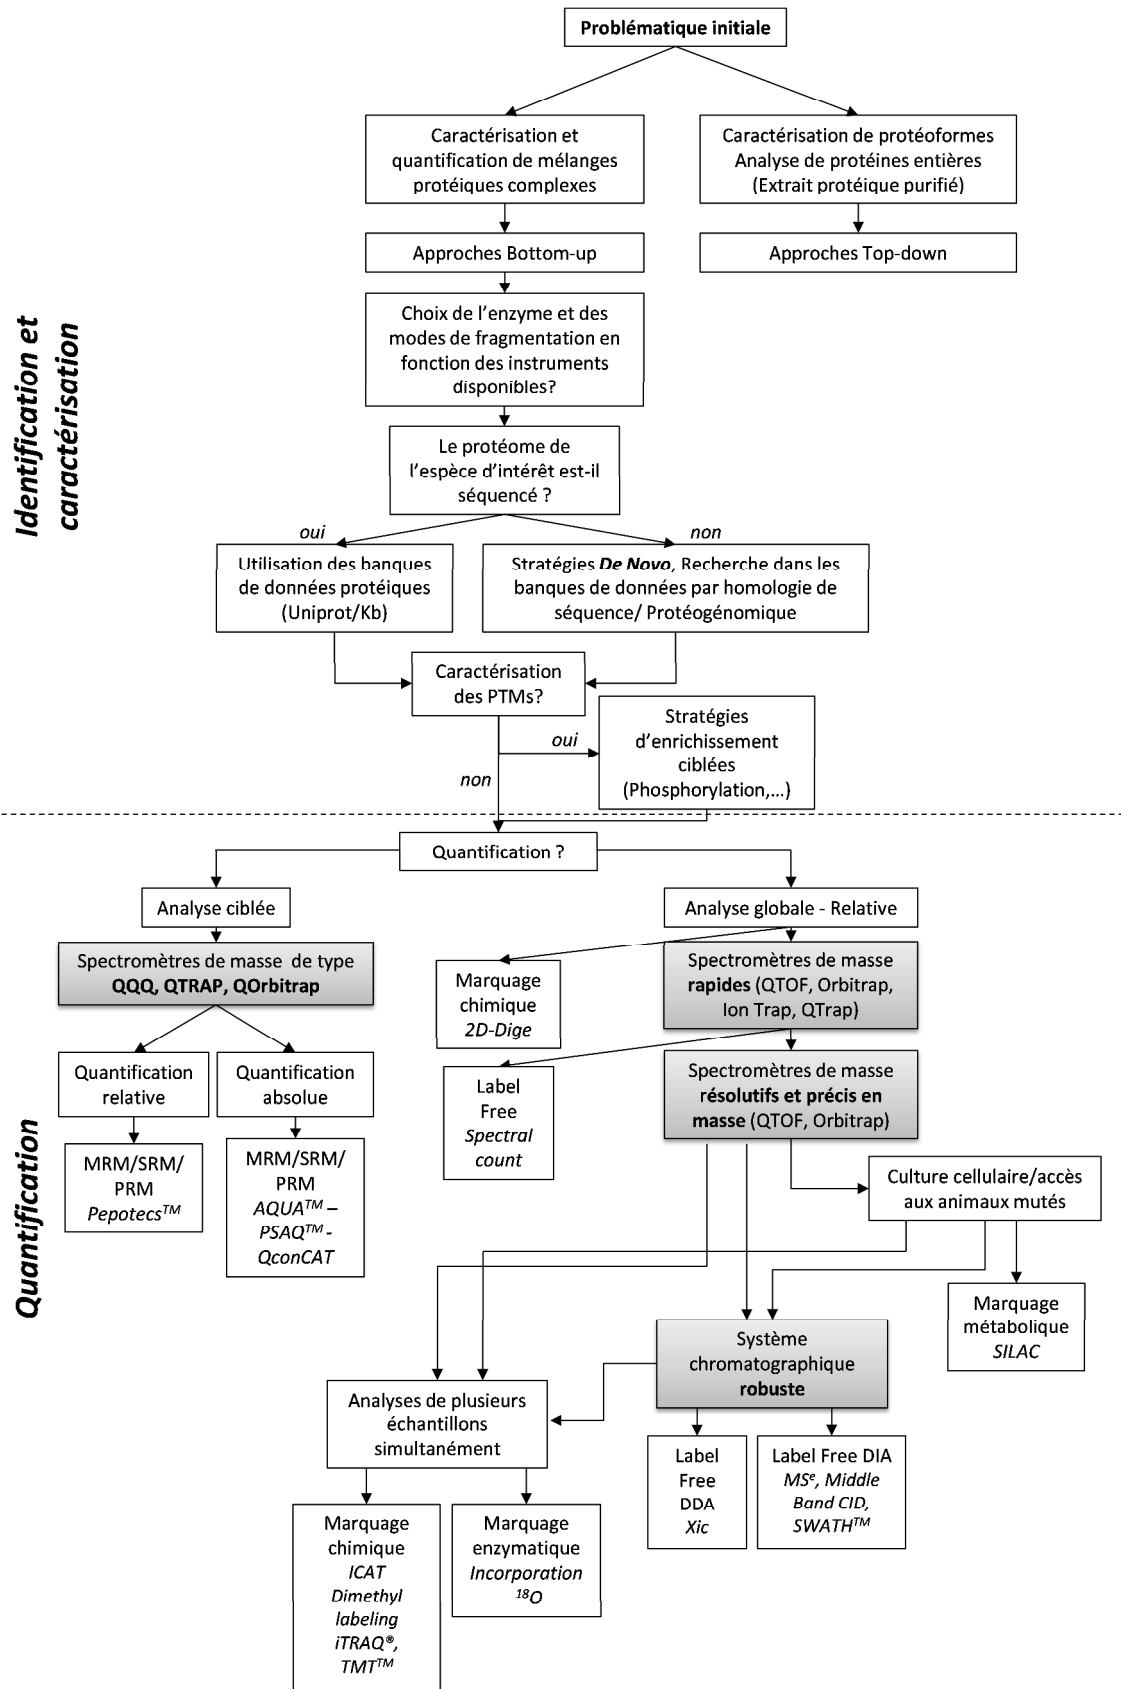 Problématique initiale
Caractérisation et
quantification de mélanges
protéiques complexes
Caractérisation de protéoformes
Analyse de protéines entières
(Extrait protéique purifié)
Approches Bottom-up
Approches Top-down
Choix de l'enzyme et des
modes de fragmentation en
fonction des instruments
disponibles?
Identification et
caractérisation
Le protéome de
l'espèce d'intérêt est-il
séquencé ?
oui
non
Utilisation des banques
de données protéiques
(Uniprot/Kb)
Stratégies De Novo, Recherche dans les
banques de données par homologie de
séquence/ Protéogénomique
Caractérisation
des PTMs?
oui
non
Stratégies
d'enrichissement
ciblées
(Phosphorylation,...)
Quantification ?
Analyse ciblée
Analyse globale - Relative
Spectromètres de masse de type
QQQ, QTRAP, QOrbitrap
Marquage
chimique
2D-Dige
Spectromètres de masse
rapides (QTOF, Orbitrap,
Ion Trap, QTrap)
Quantification
relative
Quantification
absolue
Label
Free
Spectral
count
Spectromètres de masse
résolutifs et précis en
masse (QTOF, Orbitrap)
Quantification
MRM/SRM/
PRM
Pepotecs™
MRM/SRM/
PRM
AQUA™ –
PSAQ™ -
QconCAT
Culture cellulaire/accès
aux animaux mutés
Marquage
métabolique
SILAC
Système
chromatographique
robuste
Analyses de plusieurs
échantillons
simultanément
Label
Free
DDA
Xic
Label Free DIA
MSᵉ, Middle
Band CID,
SWATH™
Marquage
chimique
ICAT
Dimethyl
labeling
iTRAQ®,
TMT™
Marquage
enzymatique
Incorporation
¹⁸O